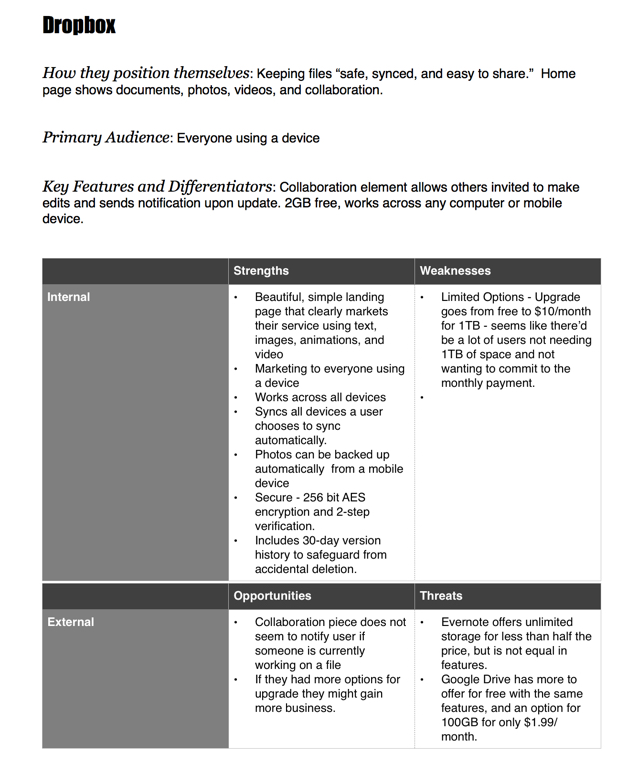 Dropbox
How they position themselves: Keeping files “safe, synced, and easy to share.”  Home
page shows documents, photos, videos, and collaboration.
Primary Audience: Everyone using a device
Key Features and Differentiators: Collaboration element allows others invited to make
edits and sends notification upon update. 2GB free, works across any computer or mobile
device.
Strengths
Weaknesses
Internal
• Beautiful, simple landing
page that clearly markets
their service using text,
images, animations, and
video
• Marketing to everyone using
a device
• Works across all devices
• Syncs all devices a user
chooses to sync
automatically.
• Photos can be backed up
automatically  from a mobile
device
• Secure - 256 bit AES
encryption and 2-step
verification.
• Includes 30-day version
history to safeguard from
accidental deletion.
• Limited Options - Upgrade
goes from free to $10/month
for 1TB - seems like there’d
be a lot of users not needing
1TB of space and not
wanting to commit to the
monthly payment.
•
Opportunities
Threats
External
• Collaboration piece does not
seem to notify user if
someone is currently
working on a file
• If they had more options for
upgrade they might gain
more business.
• Evernote offers unlimited
storage for less than half the
price, but is not equal in
features.
• Google Drive has more to
offer for free with the same
features, and an option for
100GB for only $1.99/
month.